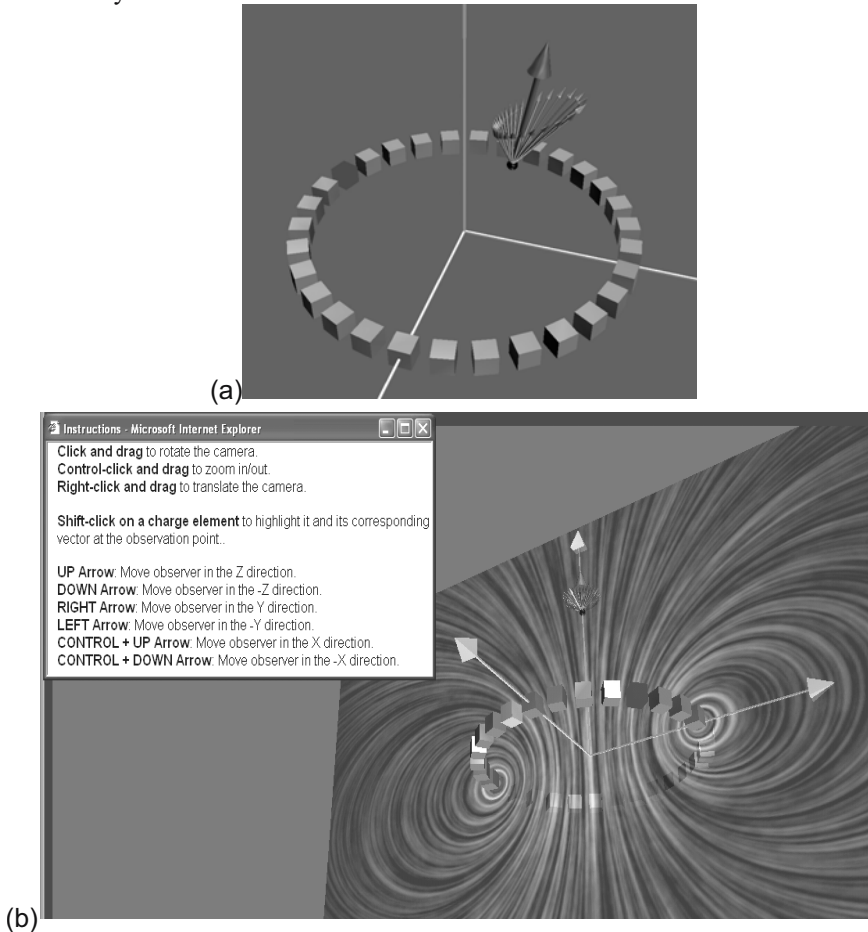 (a)
Instructions - Microsoft Internet Explorer
Click and drag to rotate the camera.
Control-click and drag to zoom in/out.
Right-click and drag to translate the camera.
Shift-click on a charge element to highlight it and its corresponding
vector at the observation point..
UP Arrow: Move observer in the Z direction.
DOWN Arrow: Move observer in the -Z direction.
RIGHT Arrow: Move observer in the Y direction.
LEFT Arrow: Move observer in the -Y direction.
CONTROL + UP Arrow: Move observer in the X direction.
CONTROL + DOWN Arrow: Move observer in the -X direction.
(b)